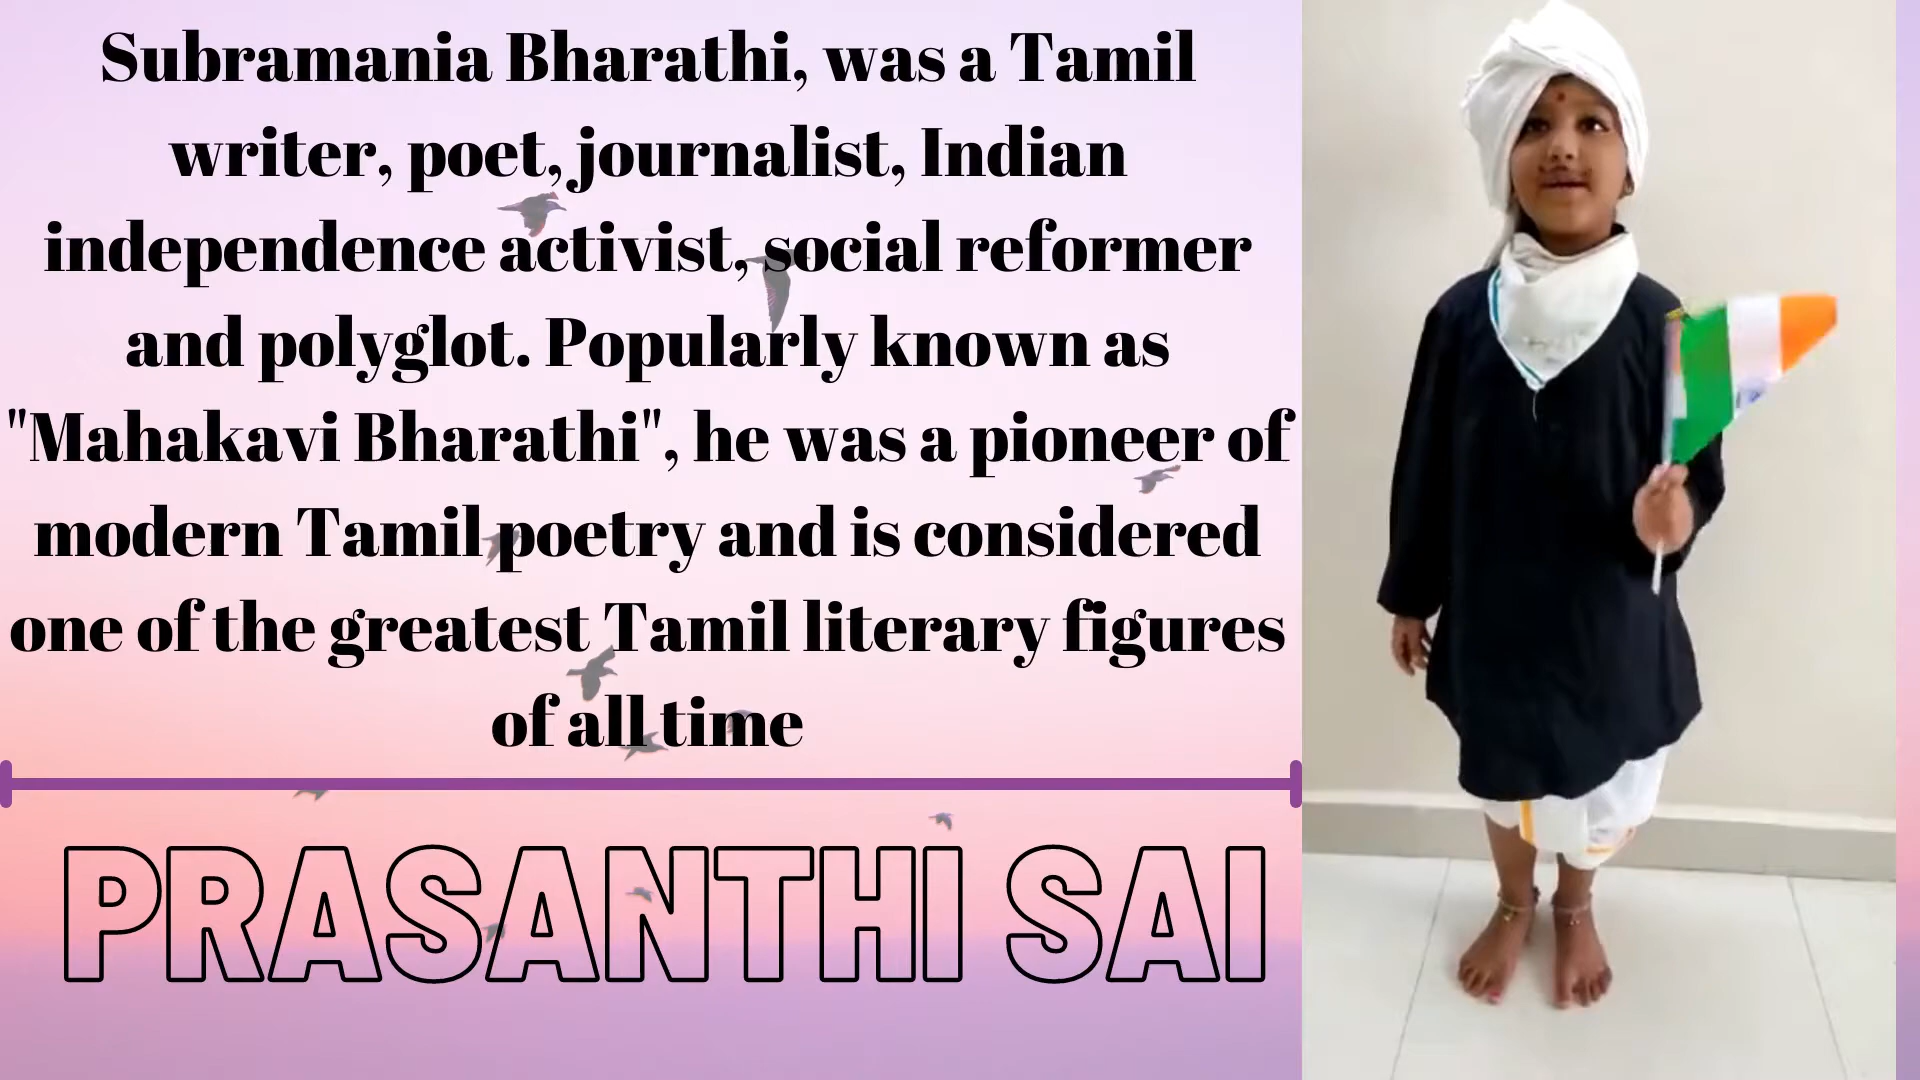 Subramania Bharathi, was a Tamil
writer, poet, journalist, Indian
independence activist, social reformer
and polyglot. Popularly known as
"Mahakavi Bharathi", he was a pioneer of
modern Tamil poetry and is considered
one of the greatest Tamil literary figures
of all time
PRASANTHI SAI